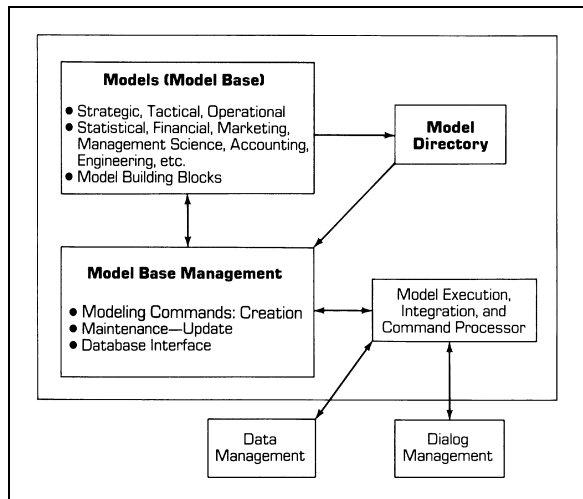 Models (Model Base)
● Strategic, Tactical, Operational
● Statistical, Financial, Marketing,
Management Science, Accounting,
Engineering, etc.
● Model Building Blocks
Model
Directory
Model Base Management
● Modeling Commands: Creation
● Maintenance—Update
● Database Interface
Model Execution,
Integration, and
Command Processor
Data
Management
Dialog
Management